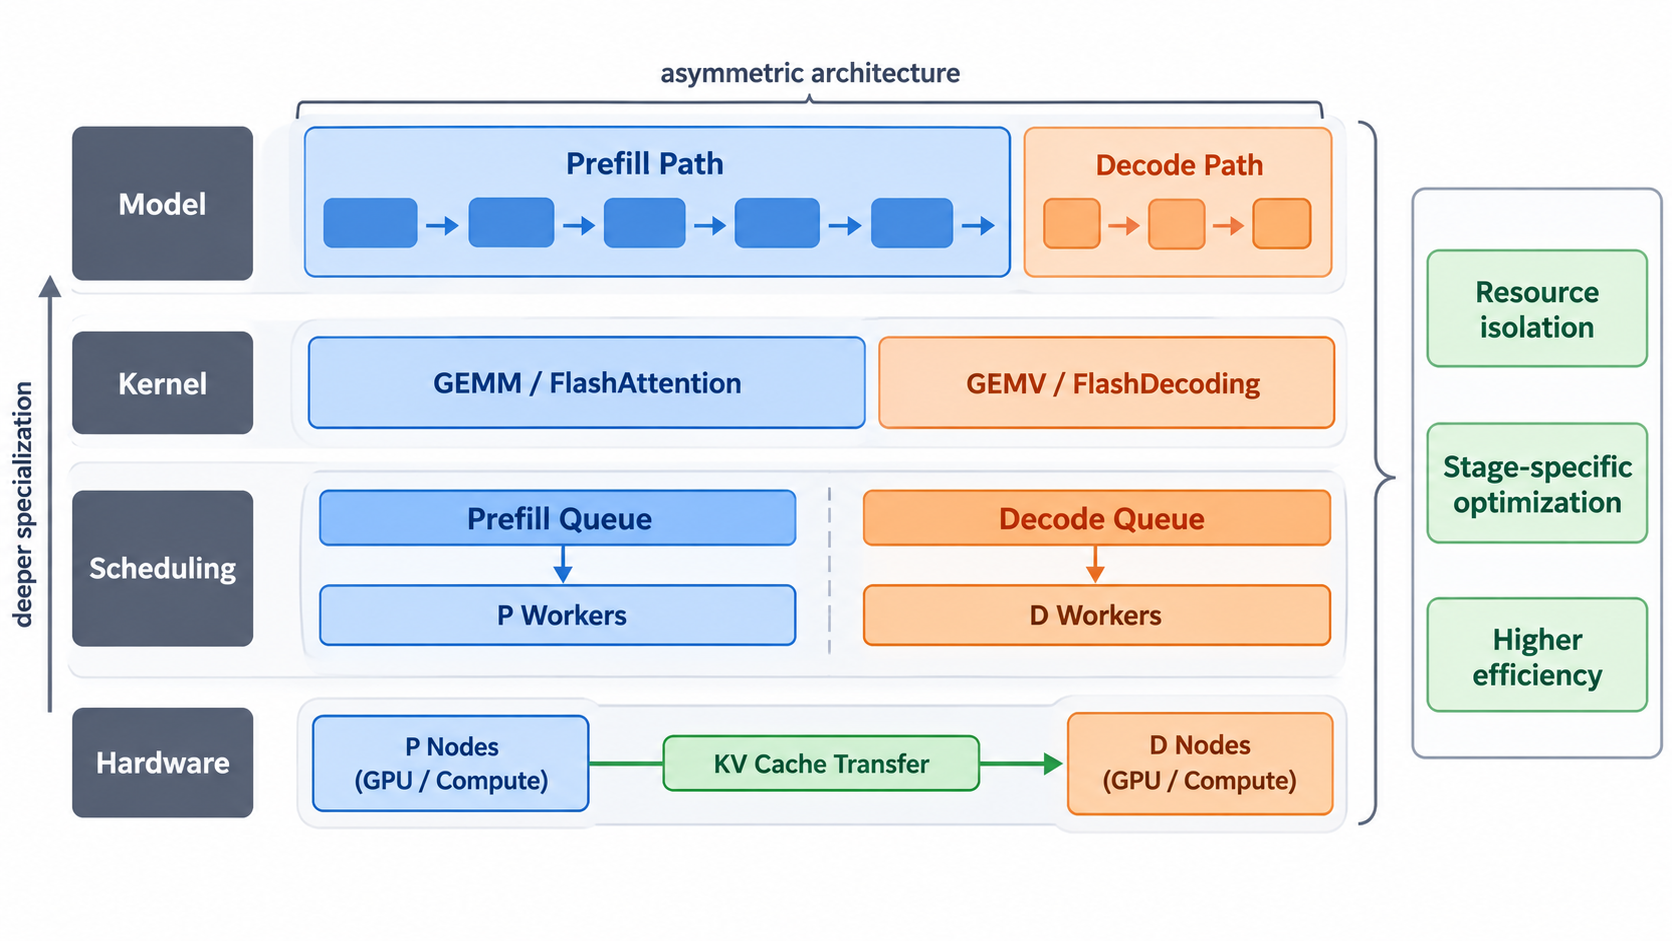 asymmetric architecture
Model
Prefill Path
Decode Path
Kernel
GEMM / FlashAttention
GEMV / FlashDecoding
deeper specialization
Scheduling
Prefill Queue
Decode Queue
P Workers
D Workers
Hardware
P Nodes
(GPU / Compute)
KV Cache Transfer
D Nodes
(GPU / Compute)
Resource
isolation
Stage-specific
optimization
Higher
efficiency